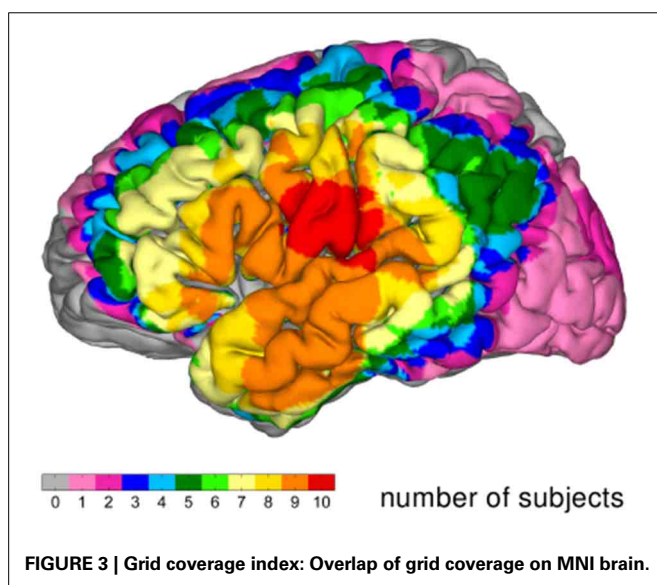 0 1 2 3 4 5 6 7 8 9 10
number of subjects
FIGURE 3 | Grid coverage index: Overlap of grid coverage on MNI brain.